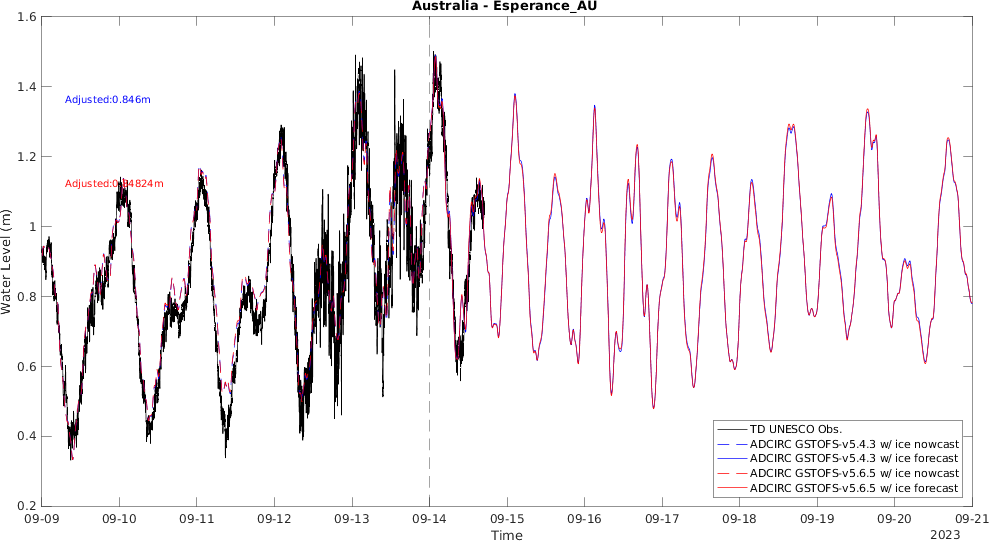 Australia - Esperance_AU
1.6
1.4
1.2
1
0.8
0.6
0.4
0.2
Water Level (m)
Adjusted:0.846m
Adjusted:0.84824m
TD UNESCO Obs.
ADCIRC GSTOFS-v5.4.3 w/ ice nowcast
ADCIRC GSTOFS-v5.4.3 w/ ice forecast
ADCIRC GSTOFS-v5.6.5 w/ ice nowcast
ADCIRC GSTOFS-v5.6.5 w/ ice forecast
09-09 09-10 09-11 09-12 09-13 09-14 09-15 09-16 09-17 09-18 09-19 09-20 09-21
Time
2023